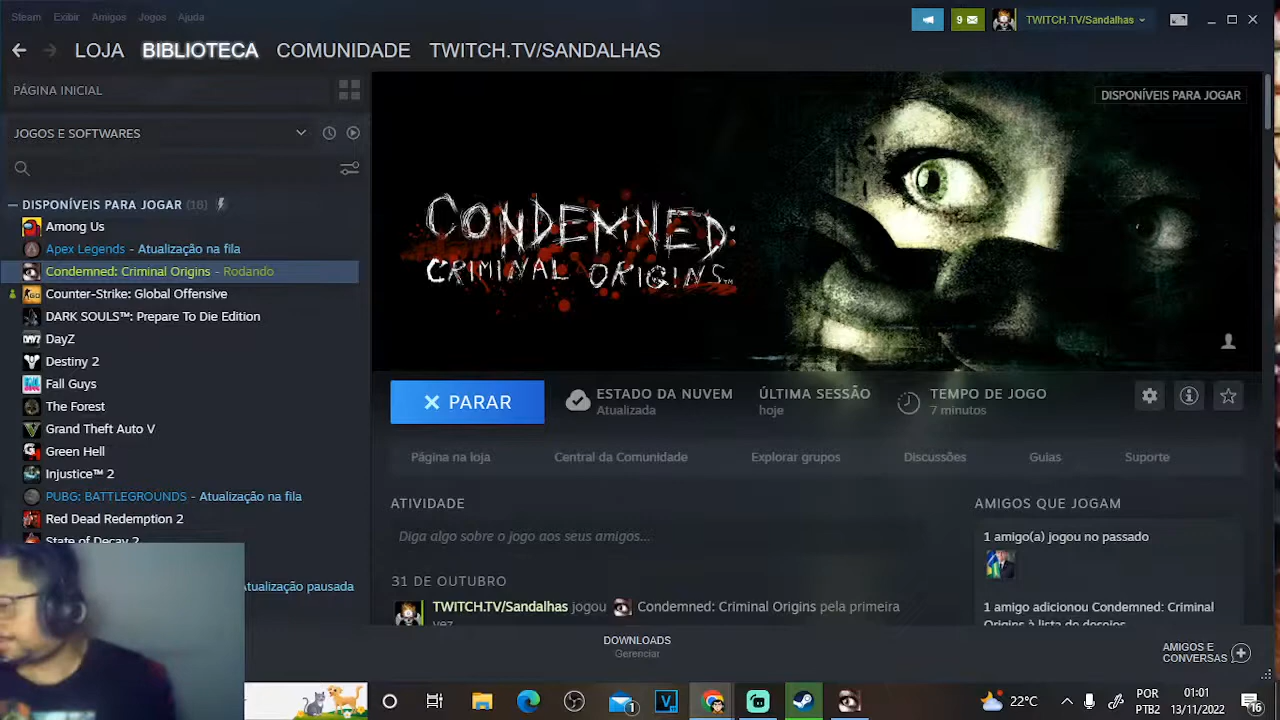 Steam Exibir Amigos Jogos Ajuda
9
TWITCH.TV/SANDALHAS
LOJA BIBLIOTECA COMUNIDADE TWITCH.TV/SANDALHAS
PÁGINA INICIAL
JOGOS E SOFTWARES
DISPONÍVEIS PARA JOGAR (18)
Among Us
Apex Legends - Atualização na fila
Condemned: Criminal Origins - Rodando
Counter-Strike: Global Offensive
DARK SOULS™: Prepare To Die Edition
DayZ
Destiny 2
Fall Guys
The Forest
Grand Theft Auto V
Green Hell
Injustice™ 2
PUBG: BATTLEGROUNDS - Atualização na fila
Red Dead Redemption 2
State of Decay 2
Atualização pausada
DISPONÍVEIS PARA JOGAR
CONDEMNED:
CRIMINAL ORIGINS™
PARAR
ESTADO DA NUVEM
Atualizada
ÚLTIMA SESSÃO
hoje
TEMPO DE JOGO
7 minutos
Página na loja Central da Comunidade Explorar grupos Discussões Guias Suporte
ATIVIDADE
Diga algo sobre o jogo aos seus amigos...
31 DE OUTUBRO
TWITCH.TV/Sandalhas jogou Condemned: Criminal Origins pela primeira
vez
AMIGOS QUE JOGAM
1 amigo(a) jogou no passado
1 amigo adicionou Condemned: Criminal
Origins à lista de desejos
DOWNLOADS
Gerenciar
AMIGOS E
CONVERSAS
1
22°C
POR
PTB2
01:01
13/11/2022
16